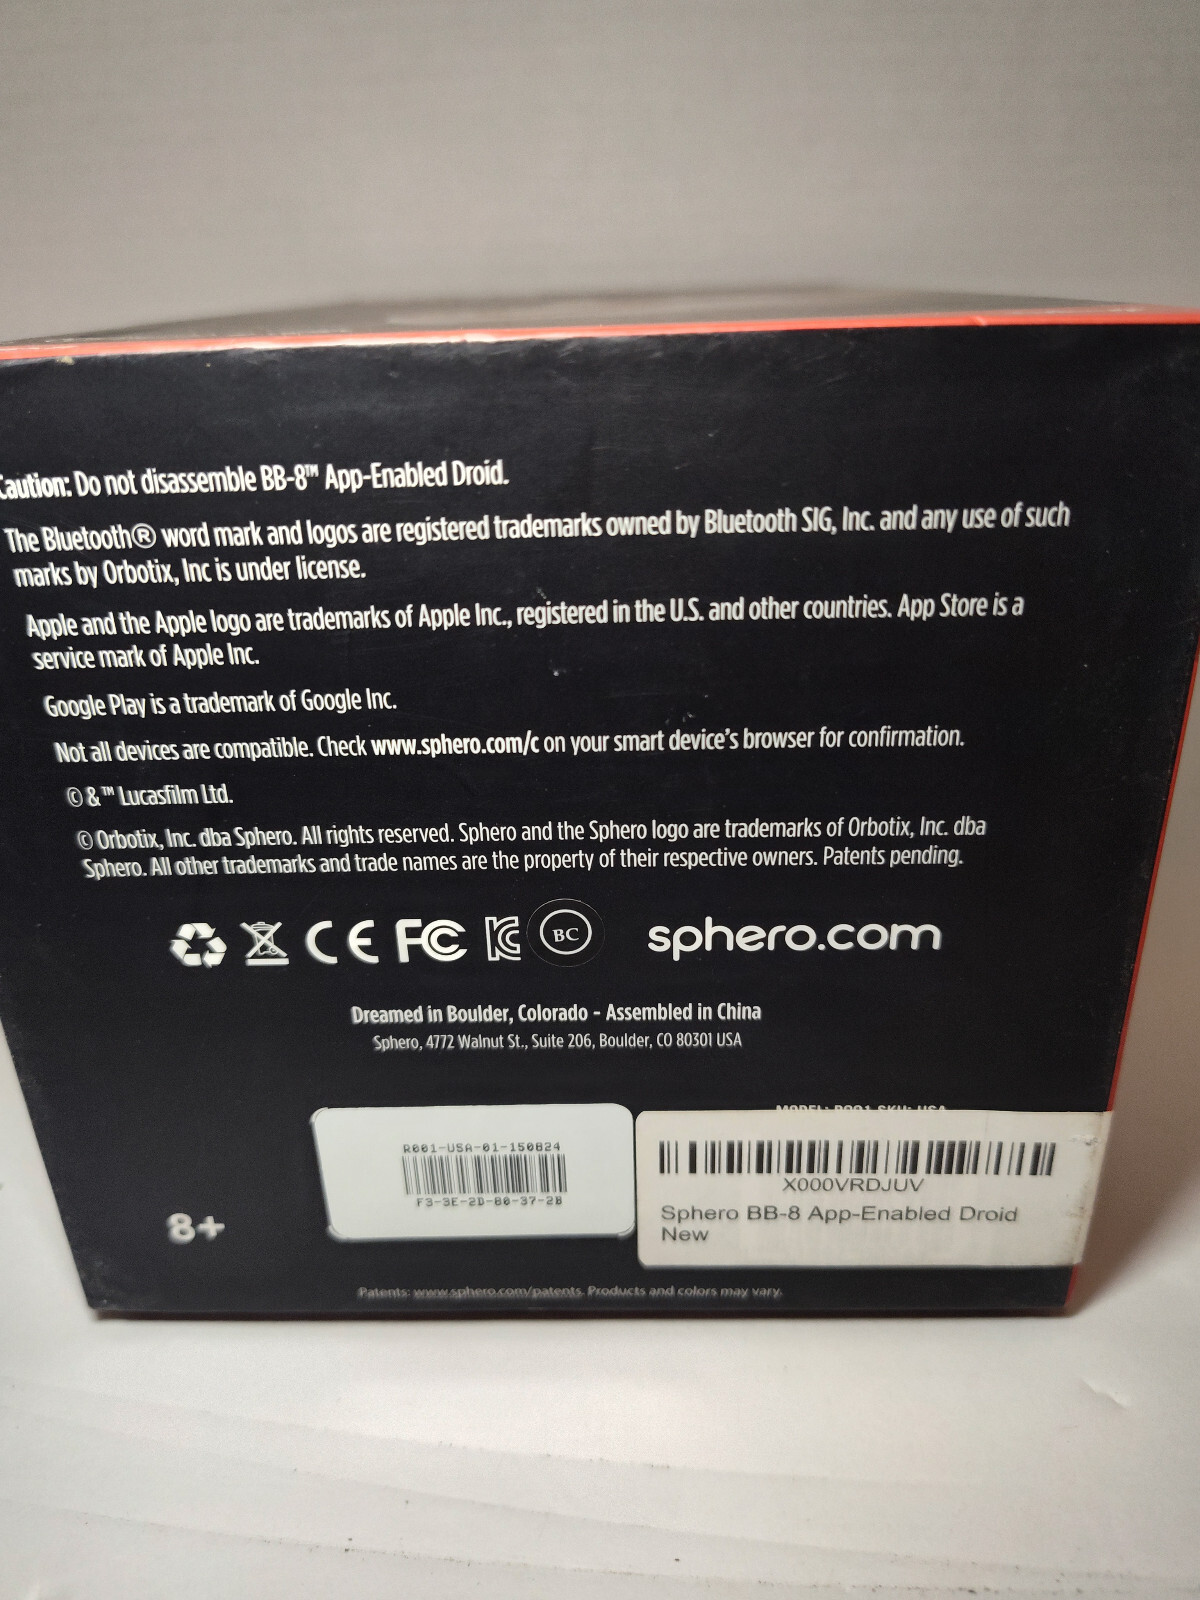 Caution: Do not disassemble BB-8™ App-Enabled Droid.
The Bluetooth® word mark and logos are registered trademarks owned by Bluetooth SIG, Inc. and any use of such
marks by Orbotix, Inc is under license.
Apple and the Apple logo are trademarks of Apple Inc., registered in the U.S. and other countries. App Store is a
service mark of Apple Inc.
Google Play is a trademark of Google Inc.
Not all devices are compatible. Check www.sphero.com/c on your smart device's browser for confirmation.
© &™ Lucasfilm Ltd.
© Orbotix, Inc. dba Sphero. All rights reserved. Sphero and the Sphero logo are trademarks of Orbotix, Inc. dba
Sphero. All other trademarks and trade names are the property of their respective owners. Patents pending.
CE FC KC BC sphero.com
Dreamed in Boulder, Colorado - Assembled in China
Sphero, 4772 Walnut St., Suite 206, Boulder, CO 80301 USA
MODEL: R001 SKU: USA
R001-USA-01-150824
F3-3E-2D-80-37-2B
X000VRDJUV
Sphero BB-8 App-Enabled Droid
New
8+
Patents: www.sphero.com/patents. Products and colors may vary.